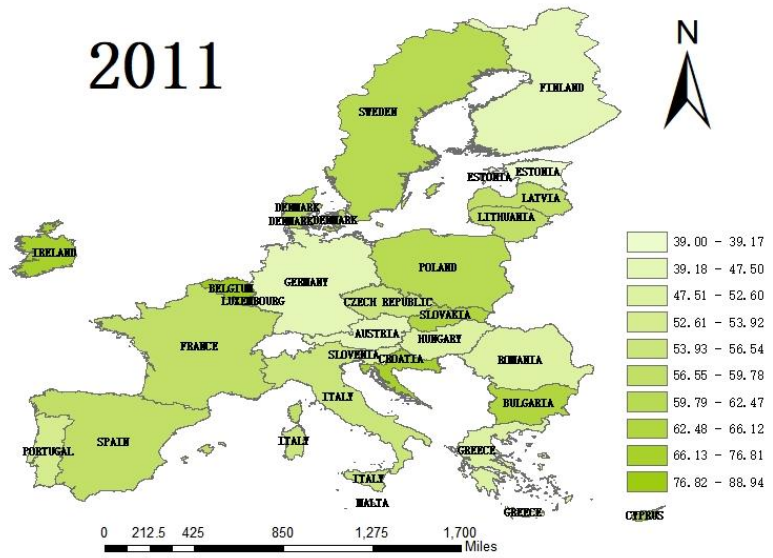 2011
N
FINLAND
SWEDEN
ESTONIA
ESTONIA
LATVIA
LITHUANIA
DENMARK
DENMARK
DENMARK
IRELAND
BELGIUM
LUXEMBOURG
GERMANY
POLAND
CZECH REPUBLIC
SLOVAKIA
AUSTRIA
HUNGARY
FRANCE
SLOVENIA
CROATIA
ROMANIA
ITALY
BULGARIA
PORTUGAL
SPAIN
ITALY
GREECE
ITALY
MALTA
GREECE
CYPRUS
39.00 - 39.17
39.18 - 47.50
47.51 - 52.60
52.61 - 53.92
53.93 - 56.54
56.55 - 59.78
59.79 - 62.47
62.48 - 66.12
66.13 - 76.81
76.82 - 88.94
0 212.5 425 850 1,275 1,700
Miles